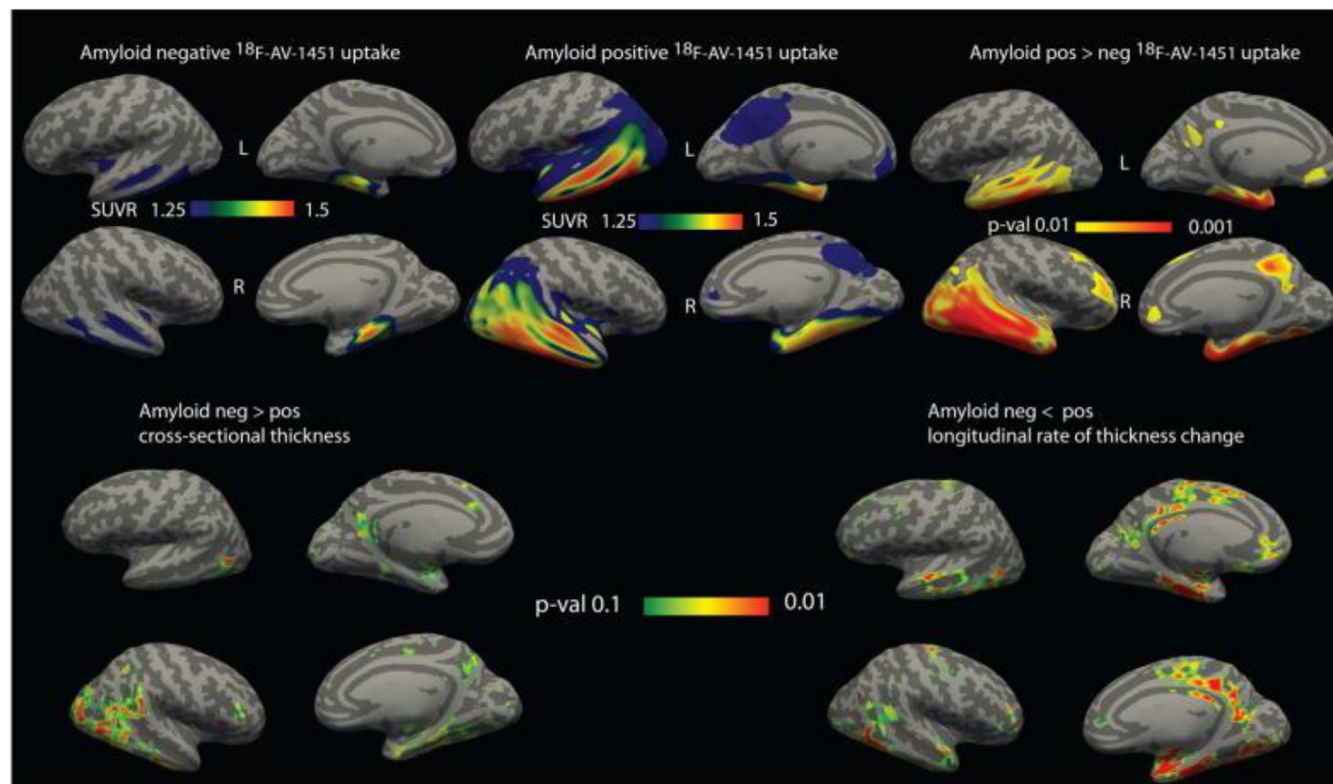 Amyloid negative ¹⁸F-AV-1451 uptake
Amyloid positive ¹⁸F-AV-1451 uptake
Amyloid pos > neg ¹⁸F-AV-1451 uptake
L
L
L
SUVR 1.25 1.5
SUVR 1.25 1.5
p-val 0.01 0.001
R
R
R
Amyloid neg > pos
cross-sectional thickness
Amyloid neg < pos
longitudinal rate of thickness change
p-val 0.1 0.01